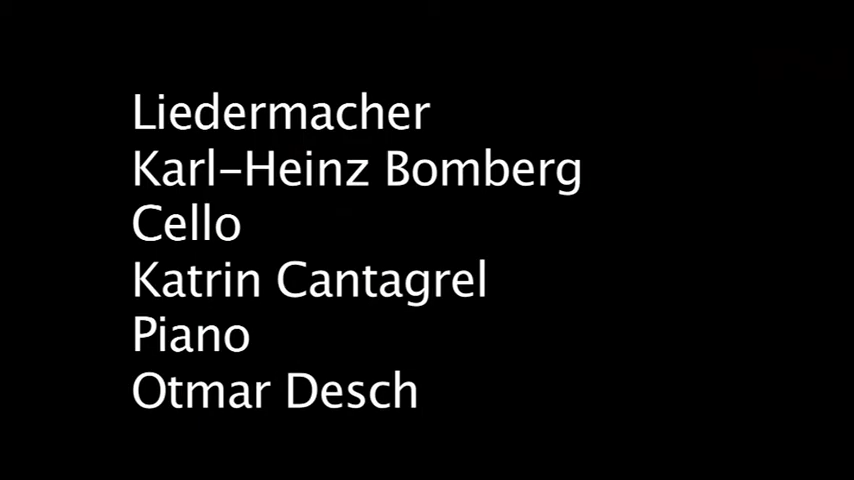 Liedermacher
Karl-Heinz Bomberg
Cello
Katrin Cantagrel
Piano
Otmar Desch